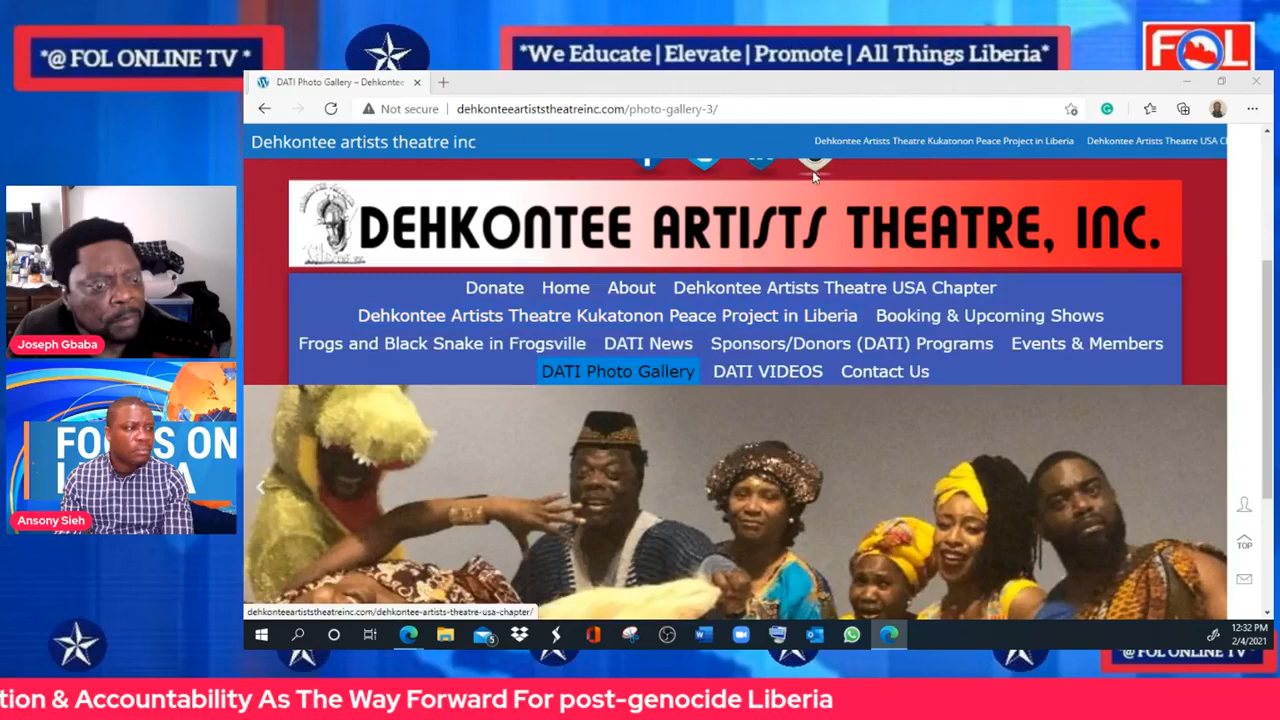 *@ FOL ONLINE TV *
*We Educate | Elevate | Promote | All Things Liberia*
FOL
DATI Photo Gallery – Dehkontee
Not secure | dehkonteeartiststheatreinc.com/photo-gallery-3/
Dehkontee artists theatre inc
Dehkontee Artists Theatre Kukatonon Peace Project in Liberia
Dehkontee Artists Theatre USA C
DEHKONTEE ARTISTS THEATRE, INC.
Donate Home About Dehkontee Artists Theatre USA Chapter
Dehkontee Artists Theatre Kukatonon Peace Project in Liberia Booking & Upcoming Shows
Frogs and Black Snake in Frogsville DATI News Sponsors/Donors (DATI) Programs Events & Members
DATI Photo Gallery DATI VIDEOS Contact Us
Joseph Gbaba
FO S ON
L A
Ansony Sieh
TOP
dehkonteeartiststheatreinc.com/dehkontee-artists-theatre-usa-chapter/
5
12:32 PM
2/4/2021
*@ FOL ONLINE TV *
tion & Accountability As The Way Forward For post-genocide Liberia